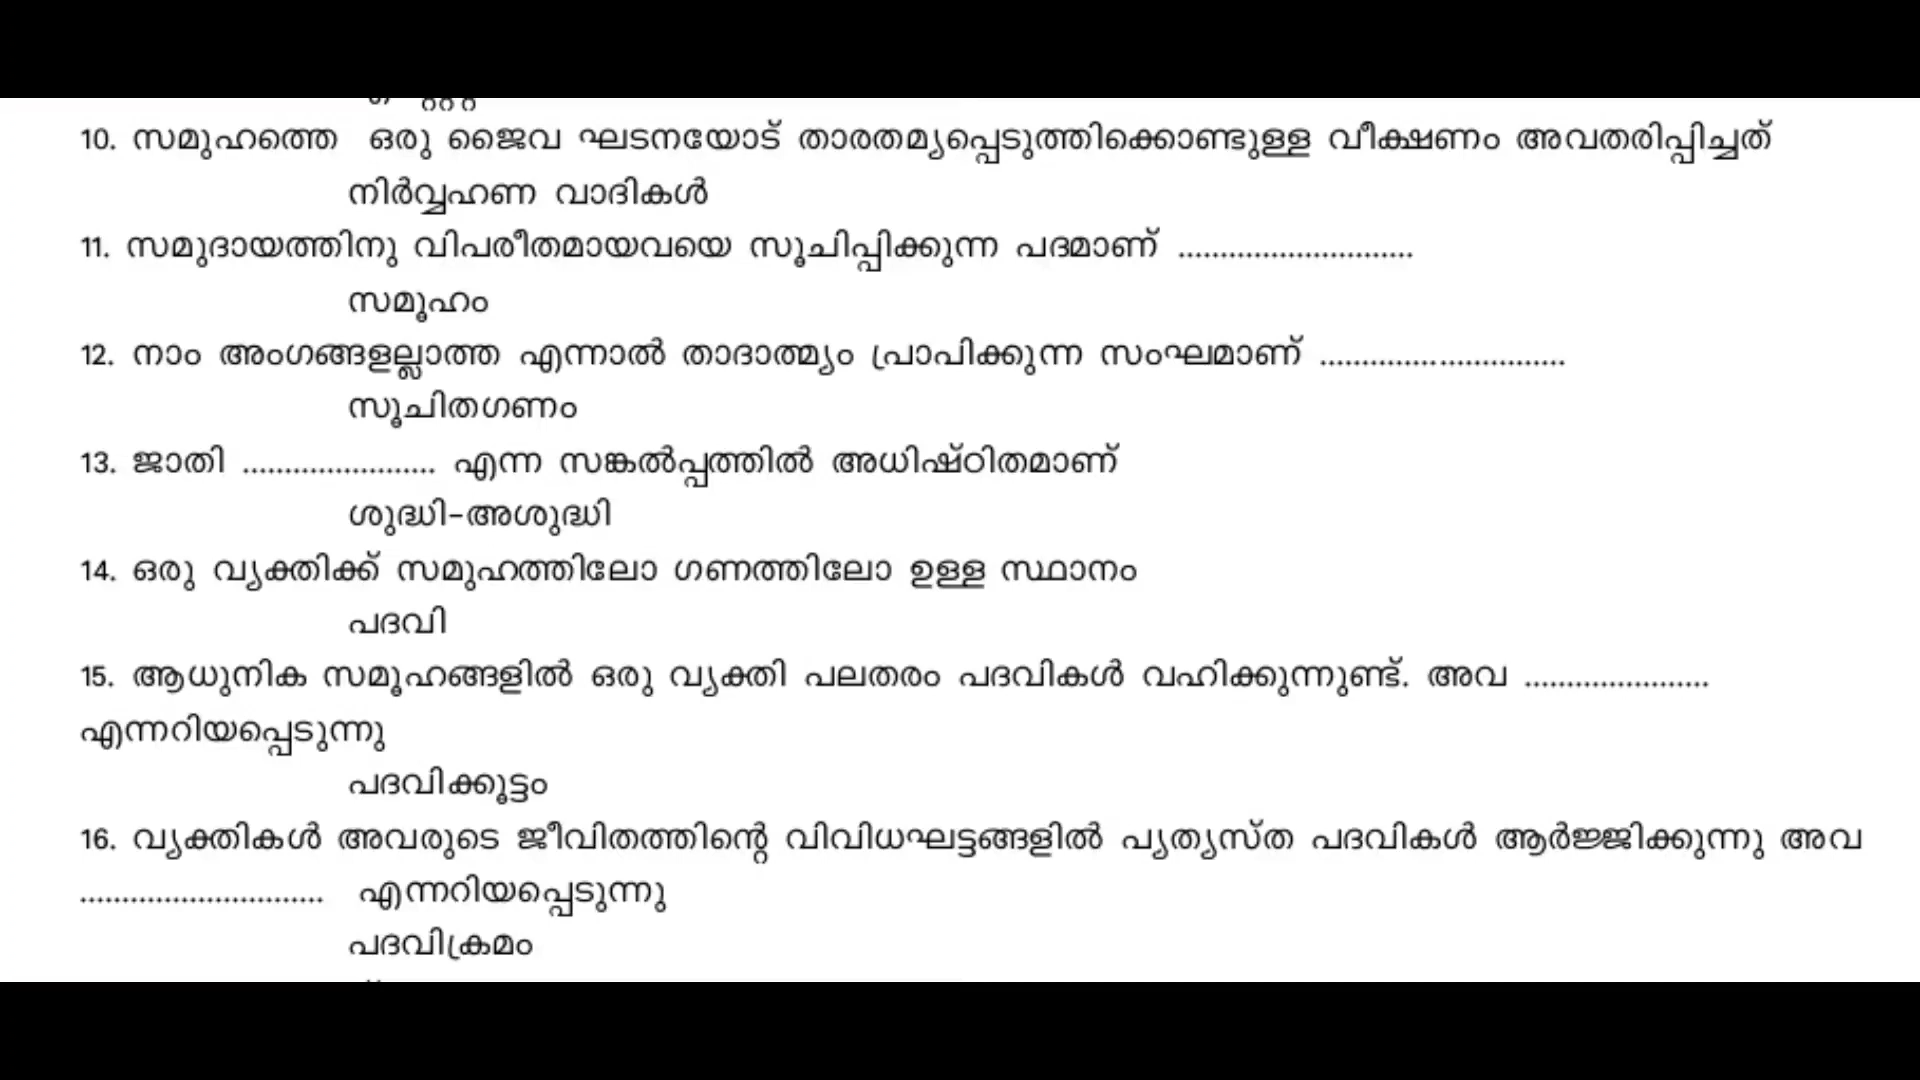 10. സമുഹത്തെ ഒരു ജൈവ ഘടനയോട് താരതമ്യപ്പെടുത്തിക്കൊണ്ടുള്ള വീക്ഷണം അവതരിപ്പിച്ചത്
നിർവ്വഹണ വാദികൾ
11. സമുദായത്തിനു വിപരീതമായവയെ സൂചിപ്പിക്കുന്ന പദമാണ് ............................
സമൂഹം
12. നാം അംഗങ്ങളല്ലാത്ത എന്നാൽ താദാത്മ്യം പ്രാപിക്കുന്ന സംഘമാണ് .............................
സൂചിതഗണം
13. ജാതി ....................... എന്ന സങ്കൽപ്പത്തിൽ അധിഷ്ഠിതമാണ്
ശുദ്ധി-അശുദ്ധി
14. ഒരു വ്യക്തിക്ക് സമുഹത്തിലോ ഗണത്തിലോ ഉള്ള സ്ഥാനം
പദവി
15. ആധുനിക സമൂഹങ്ങളിൽ ഒരു വ്യക്തി പലതരം പദവികൾ വഹിക്കുന്നുണ്ട്. അവ ......................
എന്നറിയപ്പെടുന്നു
പദവിക്കൂട്ടം
16. വ്യക്തികൾ അവരുടെ ജീവിതത്തിന്റെ വിവിധഘട്ടങ്ങളിൽ പ്യത്യസ്ത പദവികൾ ആർജ്ജിക്കുന്നു അവ
............................. എന്നറിയപ്പെടുന്നു
പദവിക്രമം